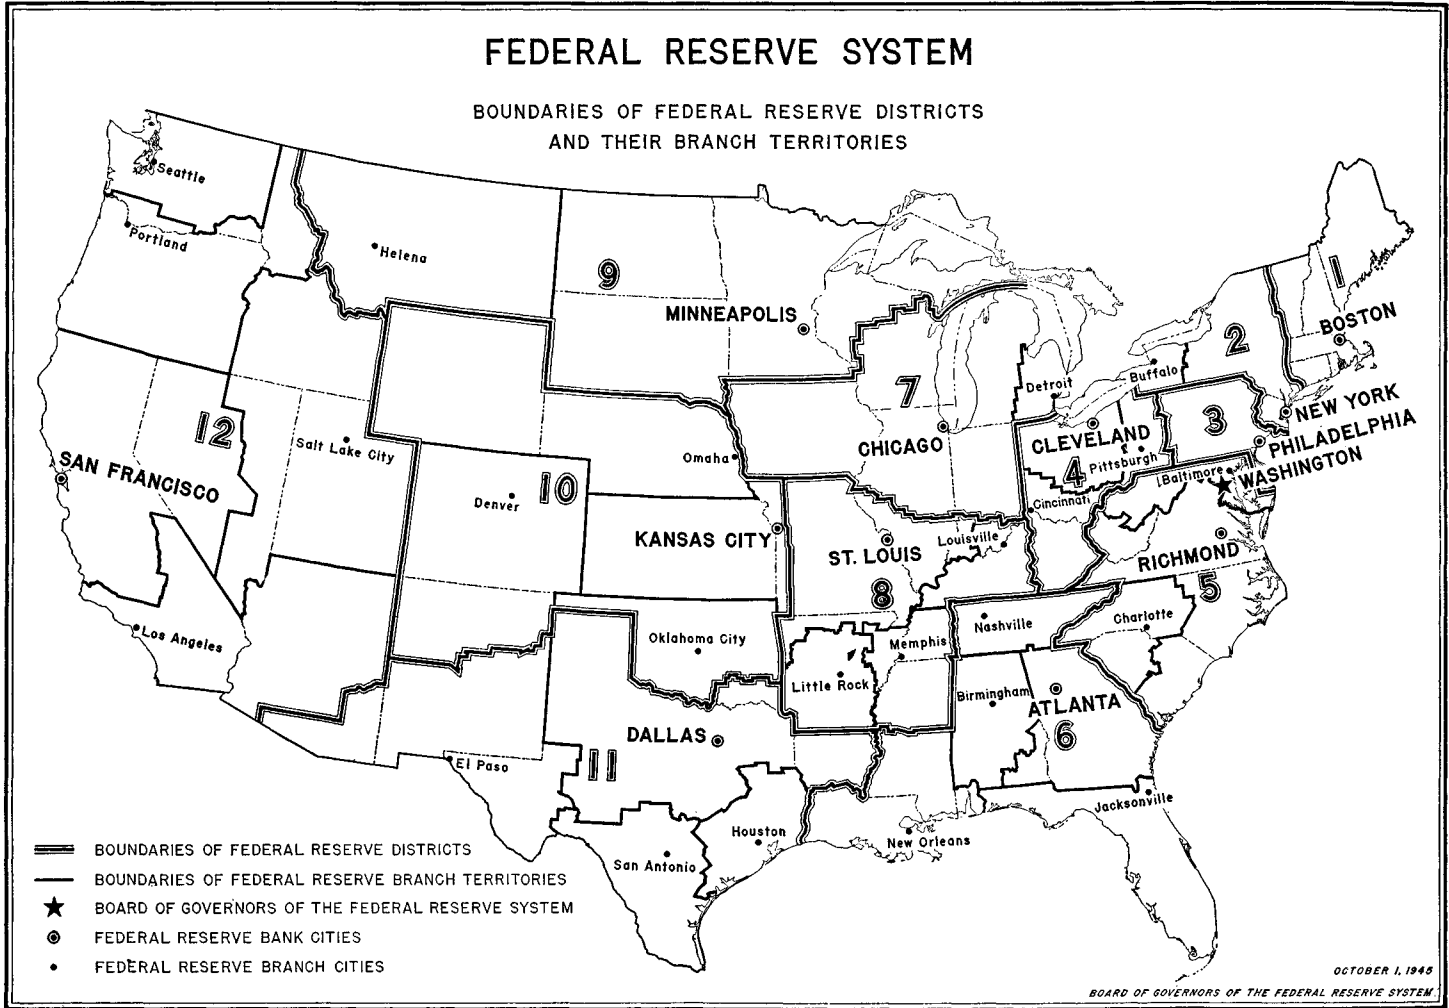 FEDERAL RESERVE SYSTEM
BOUNDARIES OF FEDERAL RESERVE DISTRICTS
AND THEIR BRANCH TERRITORIES
Seattle
Portland
Helena
9
MINNEAPOLIS
1
BOSTON
2
Buffalo
Detroit
7
NEW YORK
3
PHILADELPHIA
WASHINGTON
CLEVELAND
4
Pittsburgh
Baltimore
Cincinnati
CHICAGO
Omaha
12
Salt Lake City
SAN FRANCISCO
10
Denver
KANSAS CITY
ST. LOUIS
8
Louisville
RICHMOND
5
Charlotte
Nashville
Memphis
Oklahoma City
Los Angeles
Little Rock
Birmingham
ATLANTA
6
DALLAS
11
El Paso
Jacksonville
New Orleans
Houston
San Antonio
BOUNDARIES OF FEDERAL RESERVE DISTRICTS
BOUNDARIES OF FEDERAL RESERVE BRANCH TERRITORIES
BOARD OF GOVERNORS OF THE FEDERAL RESERVE SYSTEM
FEDERAL RESERVE BANK CITIES
FEDERAL RESERVE BRANCH CITIES
OCTOBER 1, 1945
BOARD OF GOVERNORS OF THE FEDERAL RESERVE SYSTEM